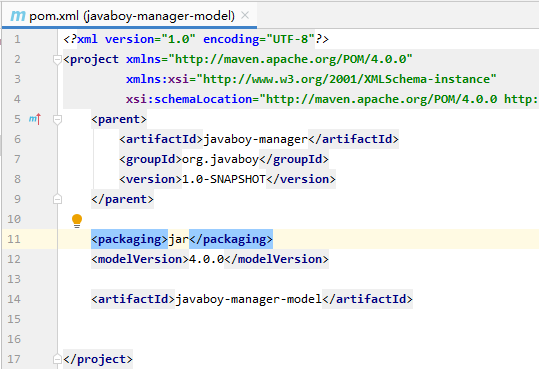 pom.xml (javaboy-manager-model)
1 <?xml version="1.0" encoding="UTF-8"?>
2 <project xmlns="http://maven.apache.org/POM/4.0.0"
3 xmlns:xsi="http://www.w3.org/2001/XMLSchema-instance"
4 xsi:schemaLocation="http://maven.apache.org/POM/4.0.0 http:
5 <parent>
6 <artifactId>javaboy-manager</artifactId>
7 <groupId>org.javaboy</groupId>
8 <version>1.0-SNAPSHOT</version>
9 </parent>
10
11 <packaging>jar</packaging>
12 <modelVersion>4.0.0</modelVersion>
13
14 <artifactId>javaboy-manager-model</artifactId>
15
16
17 </project>